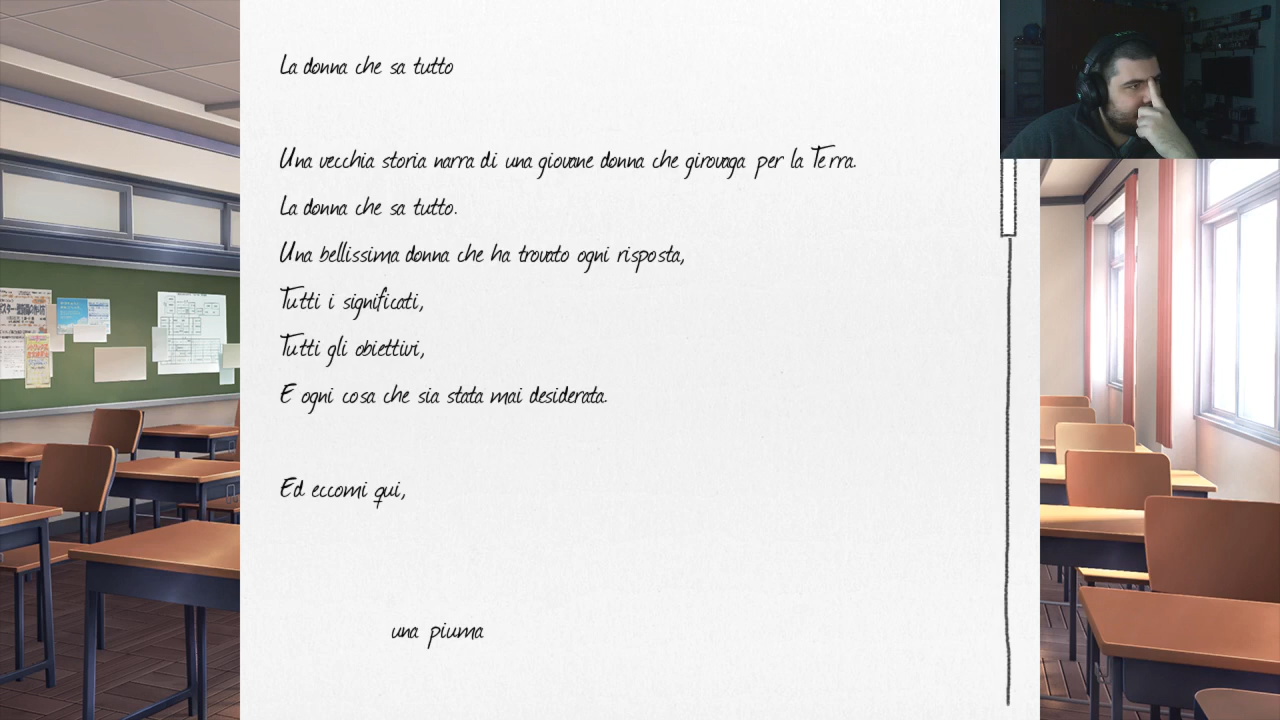 La donna che sa tutto
Una vecchia storia narra di una giovane donna che girovaga per la Terra.
La donna che sa tutto.
Una bellissima donna che ha trovato ogni risposta,
Tutti i significati,
Tutti gli obiettivi,
E ogni cosa che sia stata mai desiderata.
Ed eccomi qui,
una piuma